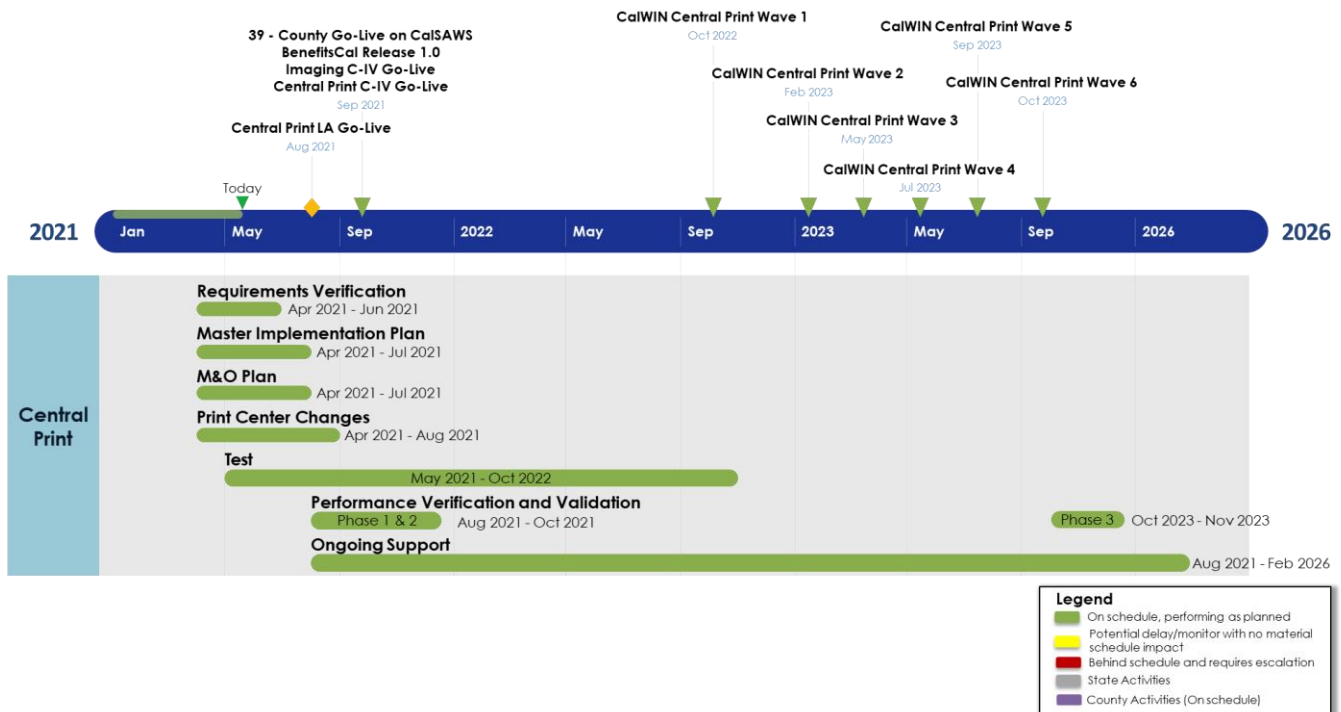 CalWIN Central Print Wave 1
Oct 2022
39 - County Go-Live on CalSAWS
BenefitsCal Release 1.0
Imaging C-IV Go-Live
Central Print C-IV Go-Live
Sep 2021
CalWIN Central Print Wave 5
Sep 2023
CalWIN Central Print Wave 2
Feb 2023
CalWIN Central Print Wave 6
Oct 2023
Central Print LA Go-Live
Aug 2021
CalWIN Central Print Wave 3
May 2023
CalWIN Central Print Wave 4
Jul 2023
Today
2021 Jan May Sep 2022 May Sep 2023 May Sep 2026 2026
Central
Print
Requirements Verification
Apr 2021 - Jun 2021
Master Implementation Plan
Apr 2021 - Jul 2021
M&O Plan
Apr 2021 - Jul 2021
Print Center Changes
Apr 2021 - Aug 2021
Test
May 2021 - Oct 2022
Performance Verification and Validation
Phase 1 & 2 Aug 2021 - Oct 2021 Phase 3 Oct 2023 - Nov 2023
Ongoing Support
Aug 2021 - Feb 2026
Legend
On schedule, performing as planned
Potential delay/monitor with no material
schedule impact
Behind schedule and requires escalation
State Activities
County Activities (On schedule)